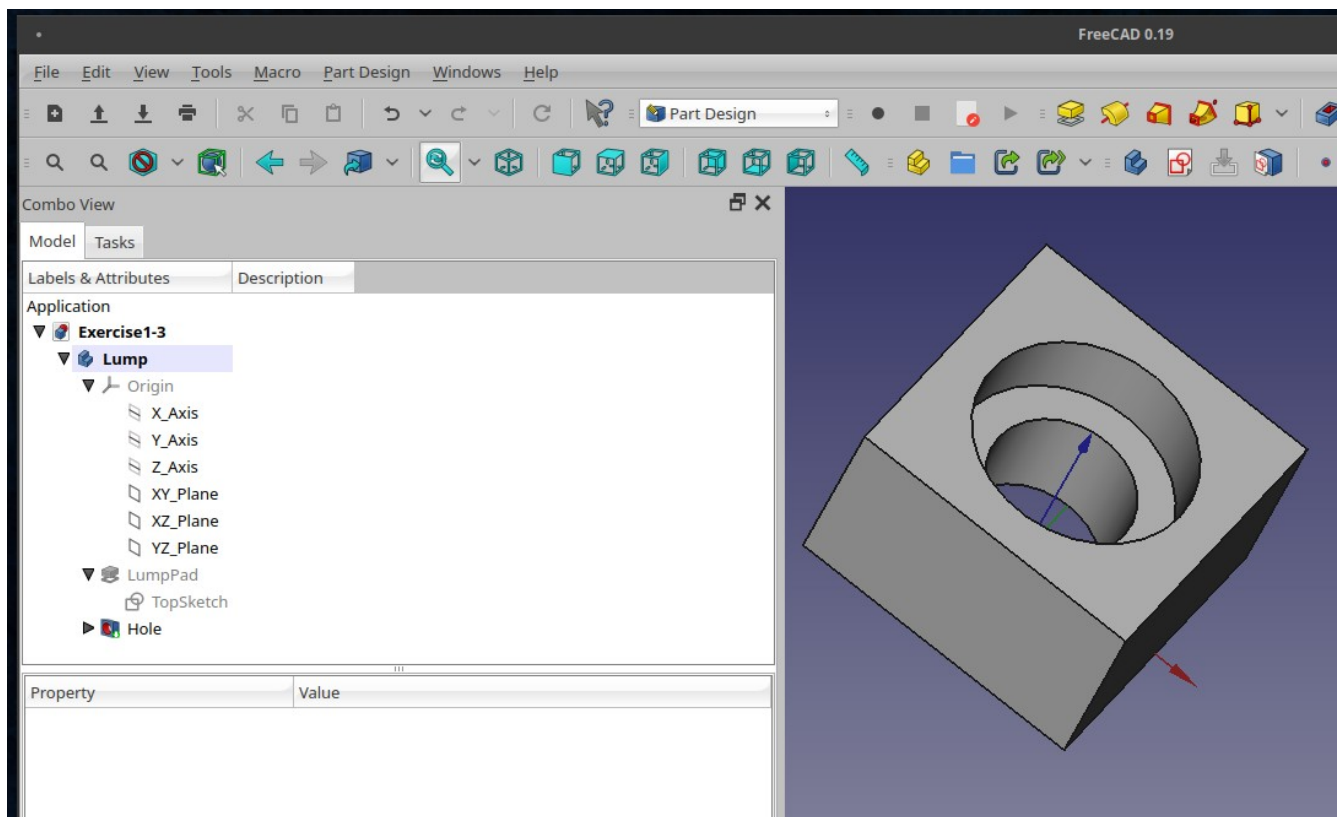 FreeCAD 0.19
File Edit View Tools Macro Part Design Windows Help
Part Design
Combo View
Model Tasks
Labels & Attributes Description
Application
Exercise1-3
Lump
Origin
X_Axis
Y_Axis
Z_Axis
XY_Plane
XZ_Plane
YZ_Plane
LumpPad
TopSketch
Hole
Property Value